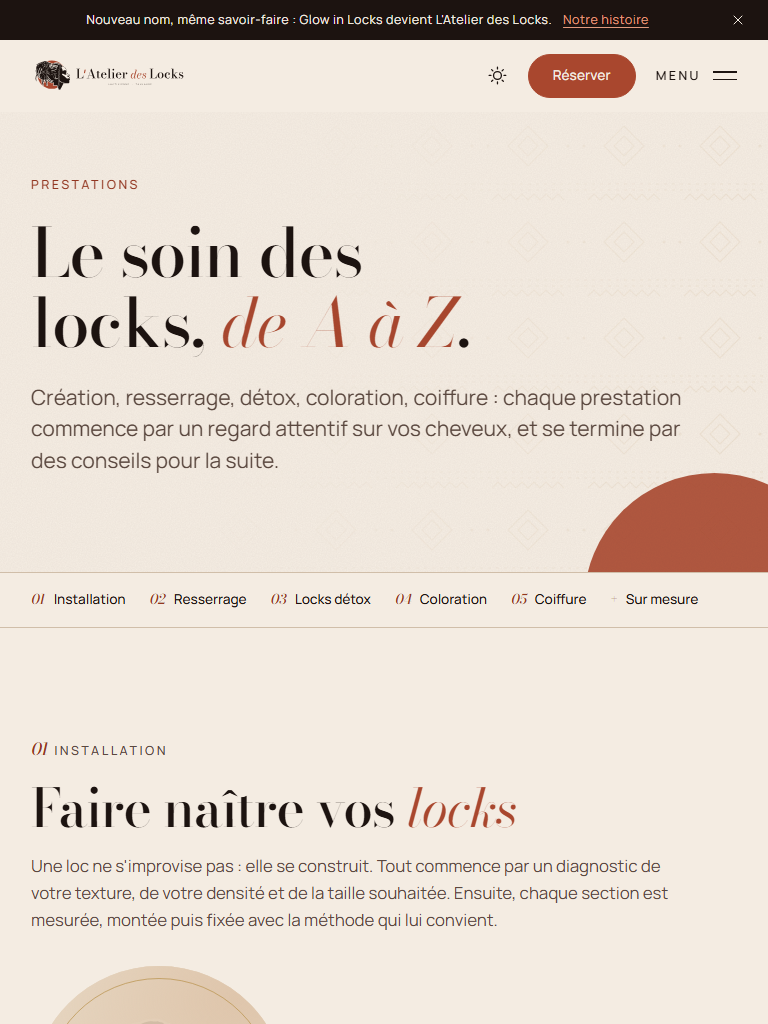 Nouveau nom, même savoir-faire : Glow in Locks devient L'Atelier des Locks. Notre histoire
L'Atelier des Locks
Réserver
MENU
PRESTATIONS
Le soin des
locks, de A à Z.
Création, resserrage, détox, coloration, coiffure : chaque prestation
commence par un regard attentif sur vos cheveux, et se termine par
des conseils pour la suite.
01 Installation 02 Resserrage 03 Locks détox 04 Coloration 05 Coiffure + Sur mesure
01 INSTALLATION
Faire naître vos locks
Une loc ne s'improvise pas : elle se construit. Tout commence par un diagnostic de
votre texture, de votre densité et de la taille souhaitée. Ensuite, chaque section est
mesurée, montée puis fixée avec la méthode qui lui convient.